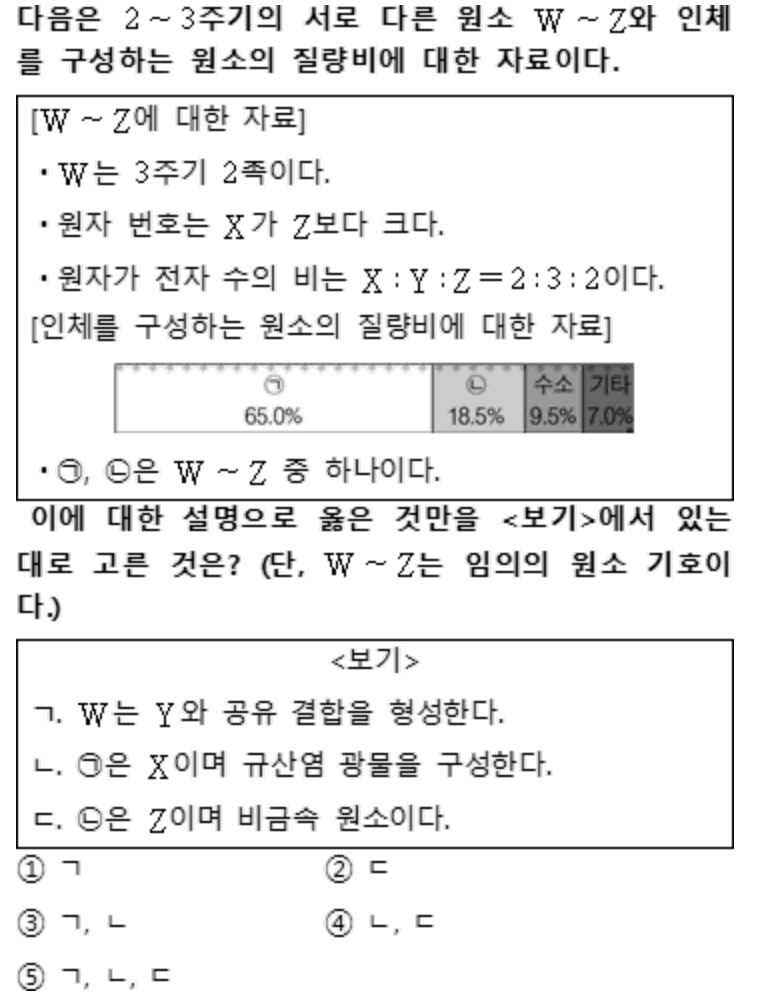 다음은 2 ~ 3주기의 서로 다른 원소 W ~ Z와 인체
를 구성하는 원소의 질량비에 대한 자료이다.
[W ~ Z에 대한 자료]
・W는 3주기 2족이다.
・원자 번호는 X가 Z보다 크다.
・원자가 전자 수의 비는 X : Y : Z = 2 : 3 : 2이다.
[인체를 구성하는 원소의 질량비에 대한 자료]
㉠ ㉡ 수소 기타
65.0% 18.5% 9.5% 7.0%
・㉠, ㉡은 W ~ Z 중 하나이다.
이에 대한 설명으로 옳은 것만을 <보기>에서 있는
대로 고른 것은? (단, W ~ Z는 임의의 원소 기호이
다.)
<보기>
ㄱ. W는 Y와 공유 결합을 형성한다.
ㄴ. ㉠은 X이며 규산염 광물을 구성한다.
ㄷ. ㉡은 Z이며 비금속 원소이다.
① ㄱ ② ㄷ
③ ㄱ, ㄴ ④ ㄴ, ㄷ
⑤ ㄱ, ㄴ, ㄷ